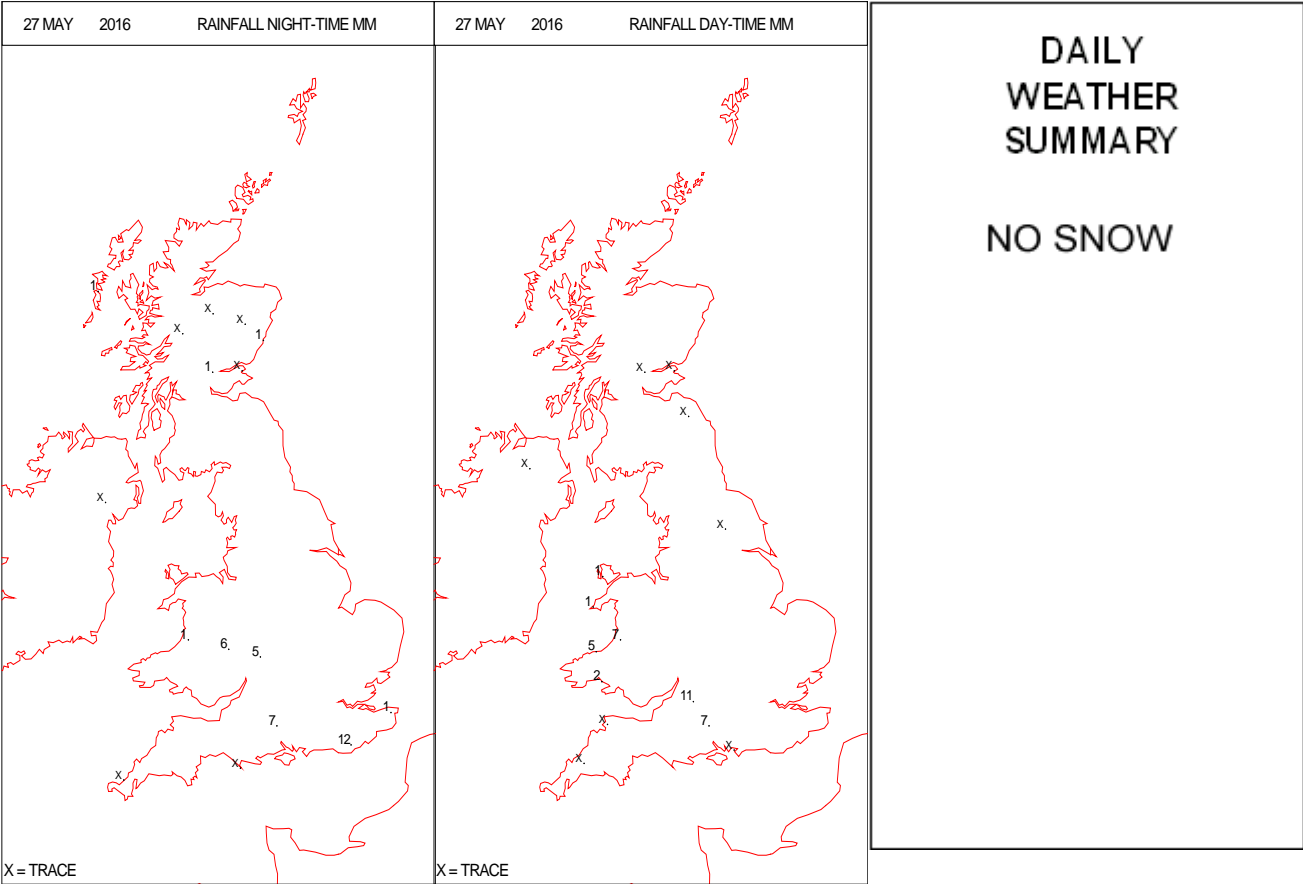 27 MAY 2016 RAINFALL NIGHT-TIME MM
1
X.
X.
X.
1.
1.
X.
X.
1.
6.
5.
1.
7.
12.
X.
X.
X = TRACE
27 MAY 2016 RAINFALL DAY-TIME MM
X.
X.
X.
X.
X.
1.
1.
7.
5.
2
11.
X.
7.
X.
X.
X = TRACE
DAILY
WEATHER
SUMMARY
NO SNOW